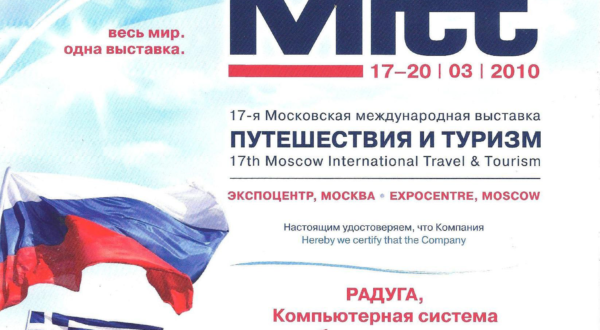 весь мир.
одна выставка.
Mitt
17–20 | 03 | 2010
17-я Московская международная выставка
ПУТЕШЕСТВИЯ И ТУРИЗМ
17th Moscow International Travel & Tourism
ЭКСПОЦЕНТР, МОСКВА • EXPOCENTRE, MOSCOW
Настоящим удостоверяем, что Компания
Hereby we certify that the Company
РАДУГА,
Компьютерная система